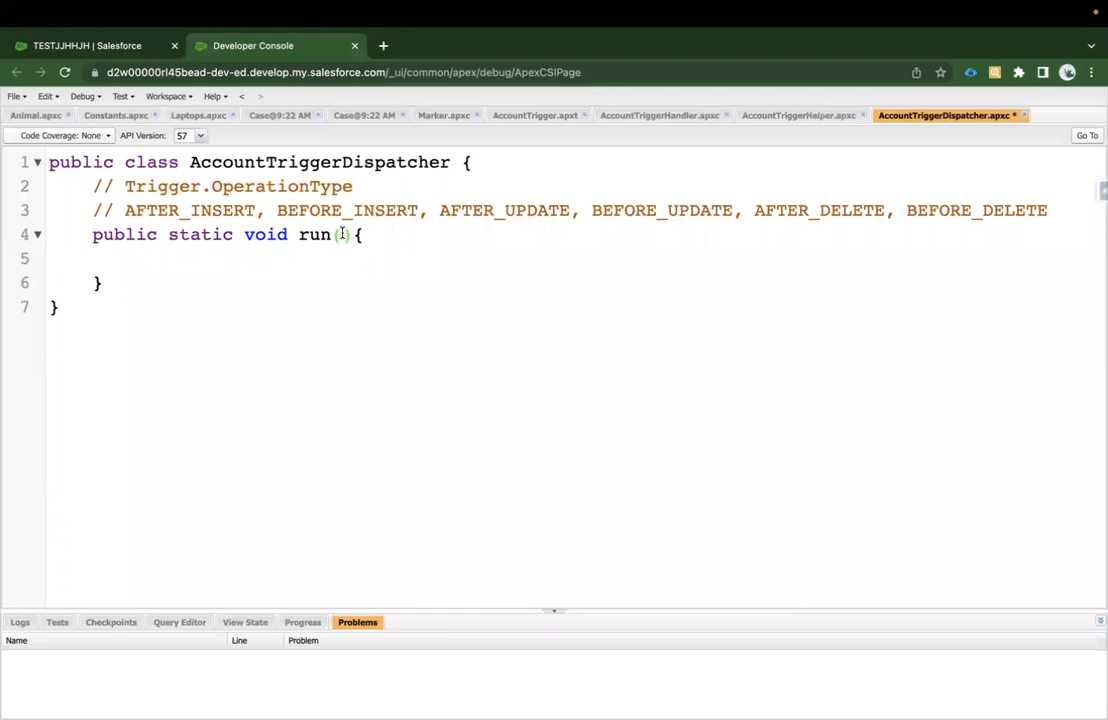 TESTJJHHJH | Salesforce
Developer Console
d2w00000rl45bead-dev-ed.develop.my.salesforce.com/_ui/common/apex/debug/ApexCSIPage
File Edit Debug Test Workspace Help < >
Animal.apxc Constants.apxc Laptops.apxc Case@9:22 AM Case@9:22 AM Marker.apxc AccountTrigger.apxt AccountTriggerHandler.apxc AccountTriggerHelper.apxc AccountTriggerDispatcher.apxc *
Code Coverage: None API Version: 57 Go To
1 public class AccountTriggerDispatcher {
2 // Trigger.OperationType
3 // AFTER_INSERT, BEFORE_INSERT, AFTER_UPDATE, BEFORE_UPDATE, AFTER_DELETE, BEFORE_DELETE
4 public static void run(){
5
6 }
7 }
Logs Tests Checkpoints Query Editor View State Progress Problems
Name Line Problem